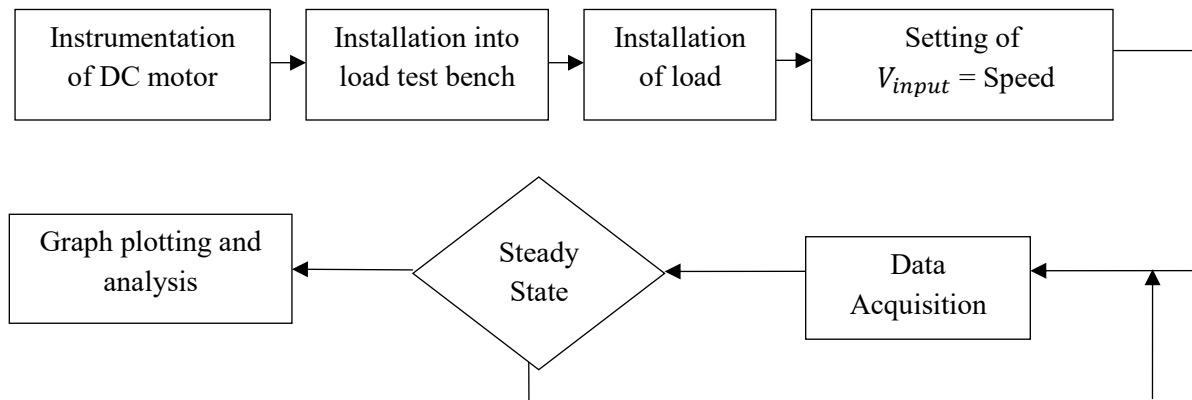 Instrumentation
of DC motor
Installation into
load test bench
Installation
of load
Setting of
𝑉𝑖𝑛𝑝𝑢𝑡 = Speed
Graph plotting and
analysis
Steady
State
Data
Acquisition